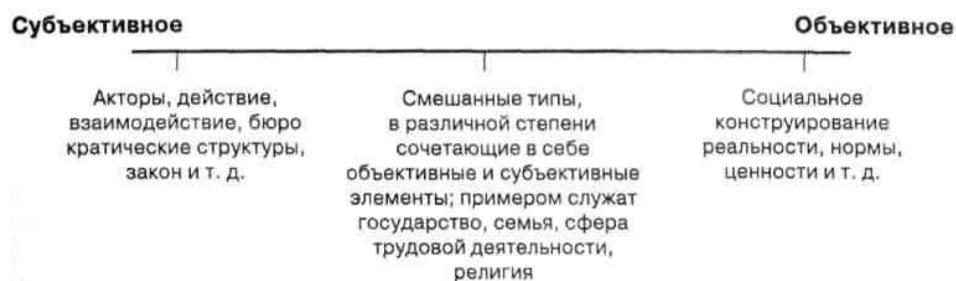 Субъективное Объективное
Акторы, действие,
взаимодействие, бюро
кратические структуры,
закон и т. д.
Смешанные типы,
в различной степени
сочетающие в себе
объективные и субъективные
элементы; примером служат
государство, семья, сфера
трудовой деятельности,
религия
Социальное
конструирование
реальности, нормы,
ценности и т. д.